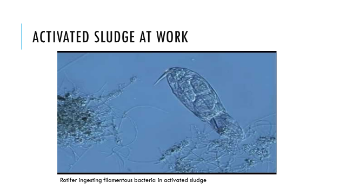 ACTIVATED SLUDGE AT WORK
Rotifer ingesting filamentous bacteria in activated sludge